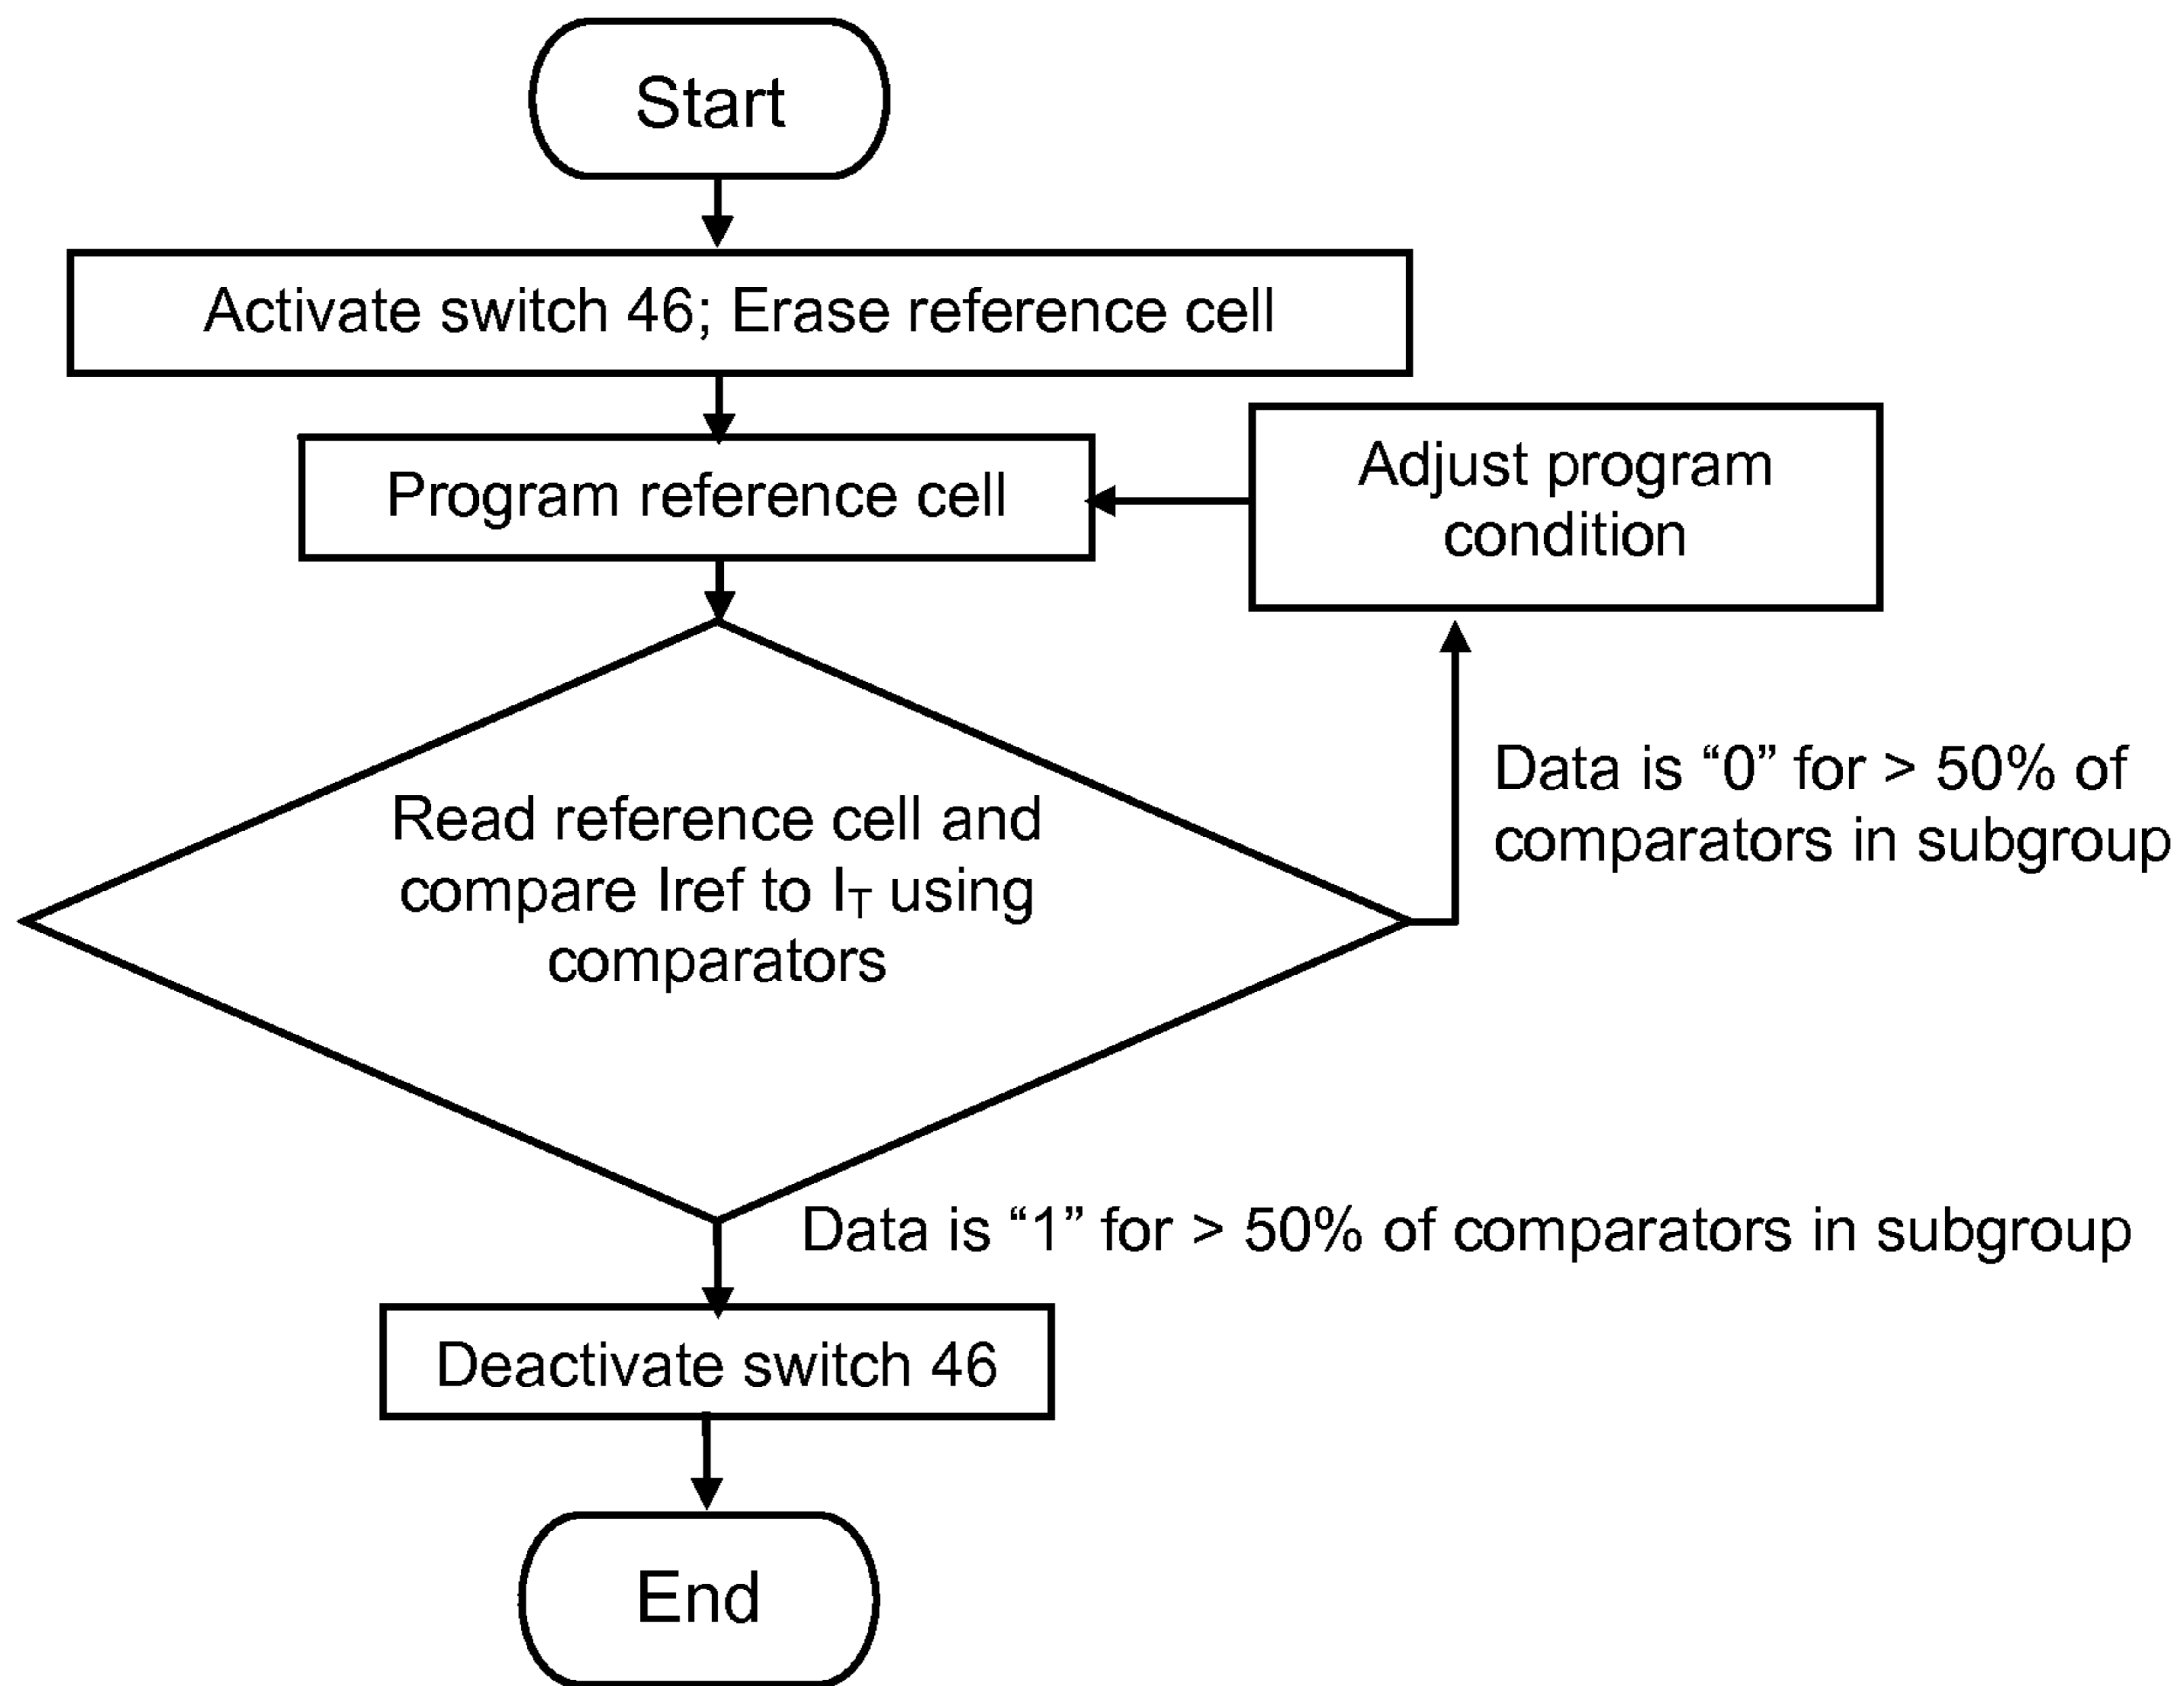 Start
Activate switch 46; Erase reference cell
Program reference cell
Adjust program
condition
Read reference cell and
compare Iref to I_T using
comparators
Data is “0” for > 50% of
comparators in subgroup
Data is “1” for > 50% of comparators in subgroup
Deactivate switch 46
End